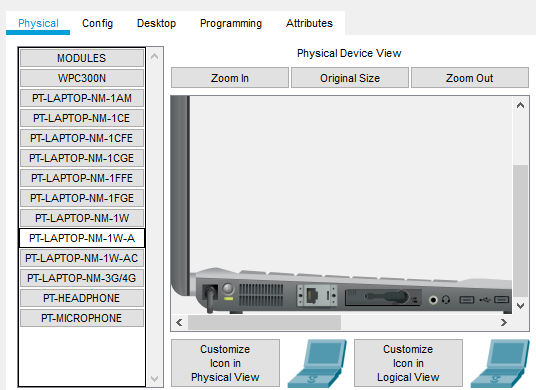 Physical
Config
Desktop
Programming
Attributes
MODULES
WPC300N
PT-LAPTOP-NM-1AM
PT-LAPTOP-NM-1CE
PT-LAPTOP-NM-1CFE
PT-LAPTOP-NM-1CGE
PT-LAPTOP-NM-1FFE
PT-LAPTOP-NM-1FGE
PT-LAPTOP-NM-1W
PT-LAPTOP-NM-1W-A
PT-LAPTOP-NM-1W-AC
PT-LAPTOP-NM-3G/4G
PT-HEADPHONE
PT-MICROPHONE
Physical Device View
Zoom In
Original Size
Zoom Out
Customize
Icon in
Physical View
Customize
Icon in
Logical View